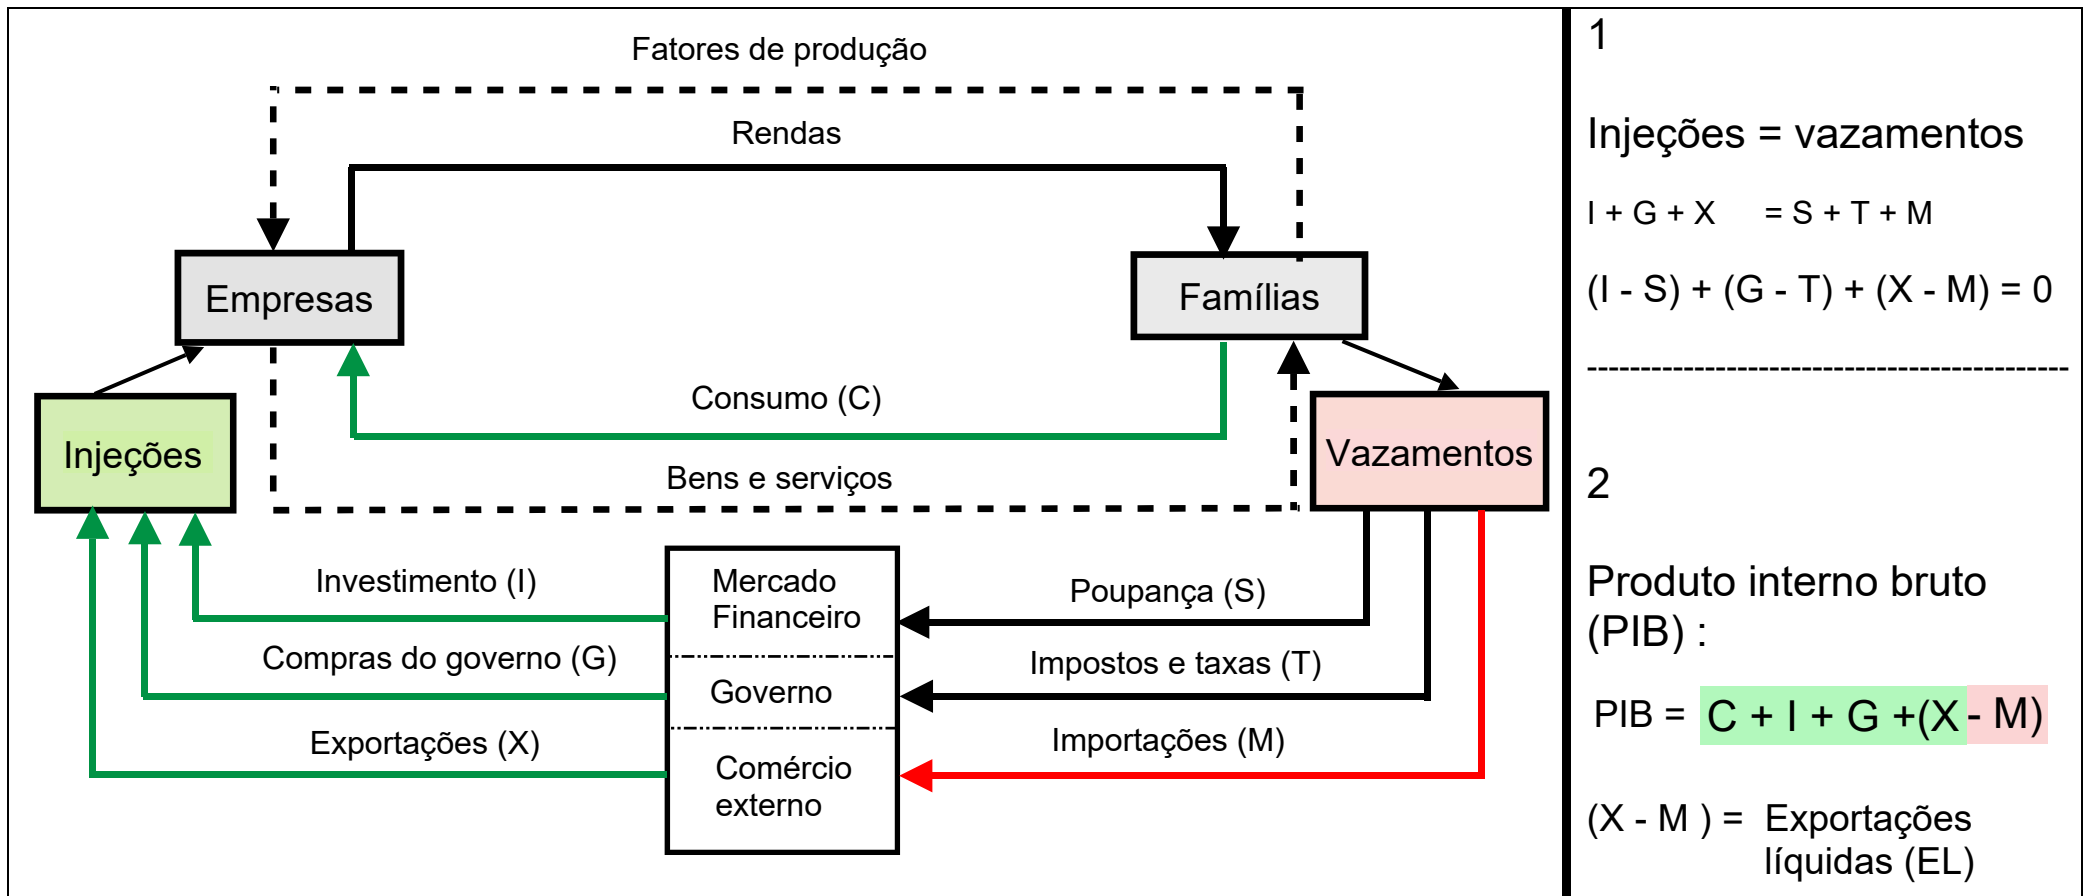 Fatores de produção
Rendas
Empresas
Famílias
Consumo (C)
Injeções
Vazamentos
Bens e serviços
Investimento (I)
Mercado
Financeiro
Poupança (S)
Compras do governo (G)
Governo
Impostos e taxas (T)
Exportações (X)
Comércio
externo
Importações (M)
1
Injeções = vazamentos
I + G + X = S + T + M
(I - S) + (G - T) + (X - M) = 0
-------------------------------------------
2
Produto interno bruto
(PIB) :
PIB = C + I + G +(X - M)
(X - M ) = Exportações
líquidas (EL)